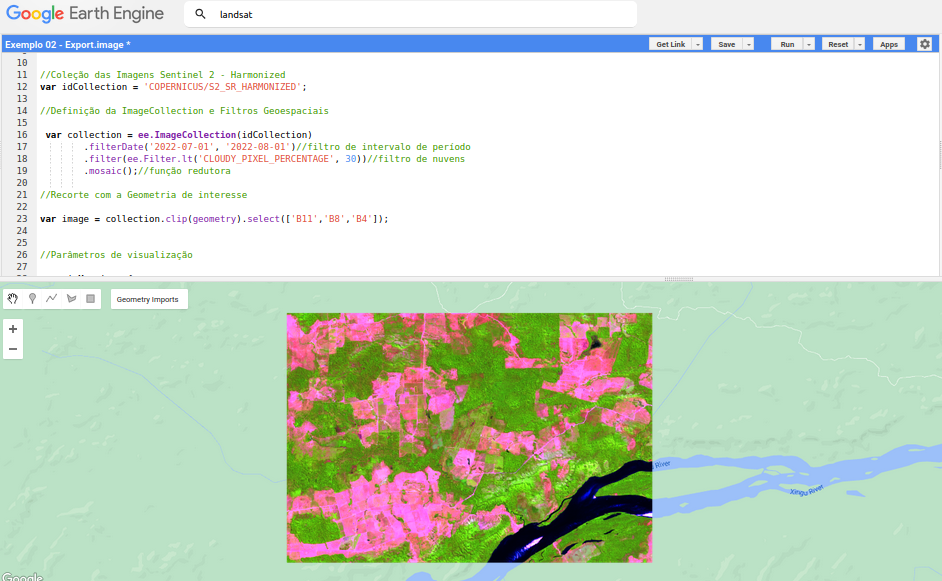 Google Earth Engine
landsat
Exemplo 02 - Export.image *
Get Link
Save
Run
Reset
Apps
10
11 //Coleção das Imagens Sentinel 2 - Harmonized
12 var idCollection = 'COPERNICUS/S2_SR_HARMONIZED';
13
14 //Definição da ImageCollection e Filtros Geoespaciais
15
16 var collection = ee.ImageCollection(idCollection)
17 .filterDate('2022-07-01', '2022-08-01')//filtro de intervalo de período
18 .filter(ee.Filter.lt('CLOUDY_PIXEL_PERCENTAGE', 30))//filtro de nuvens
19 .mosaic();//função redutora
20
21 //Recorte com a Geometria de interesse
22
23 var image = collection.clip(geometry).select(['B11','B8','B4']);
24
25
26 //Parâmetros de visualização
27
Geometry Imports
+
−
River
Xingu River
Google